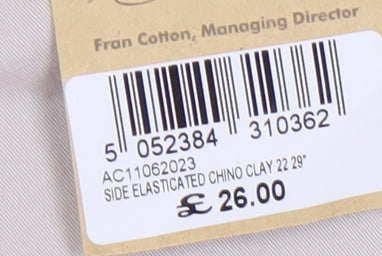 Fran Cotton, Managing Director
5 052384 310362
AC11062023
SIDE ELASTICATED CHINO CLAY 22 29"
£ 26.00